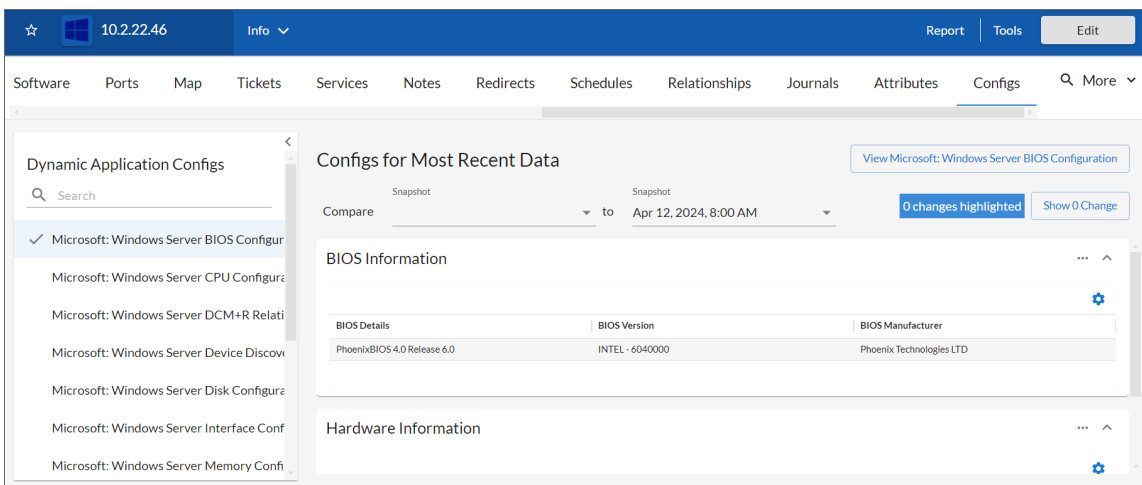 10.2.22.46 Info Report Tools Edit
Software Ports Map Tickets Services Notes Redirects Schedules Relationships Journals Attributes Configs More
Dynamic Application Configs
Search
Microsoft: Windows Server BIOS Configur
Microsoft: Windows Server CPU Configura
Microsoft: Windows Server DCM+R Relati
Microsoft: Windows Server Device Discove
Microsoft: Windows Server Disk Configura
Microsoft: Windows Server Interface Conf
Microsoft: Windows Server Memory Confi
Configs for Most Recent Data
View Microsoft: Windows Server BIOS Configuration
Snapshot Snapshot
Compare to Apr 12, 2024, 8:00 AM
0 changes highlighted Show 0 Change
BIOS Information
BIOS Details BIOS Version BIOS Manufacturer
PhoenixBIOS 4.0 Release 6.0 INTEL - 6040000 Phoenix Technologies LTD
Hardware Information